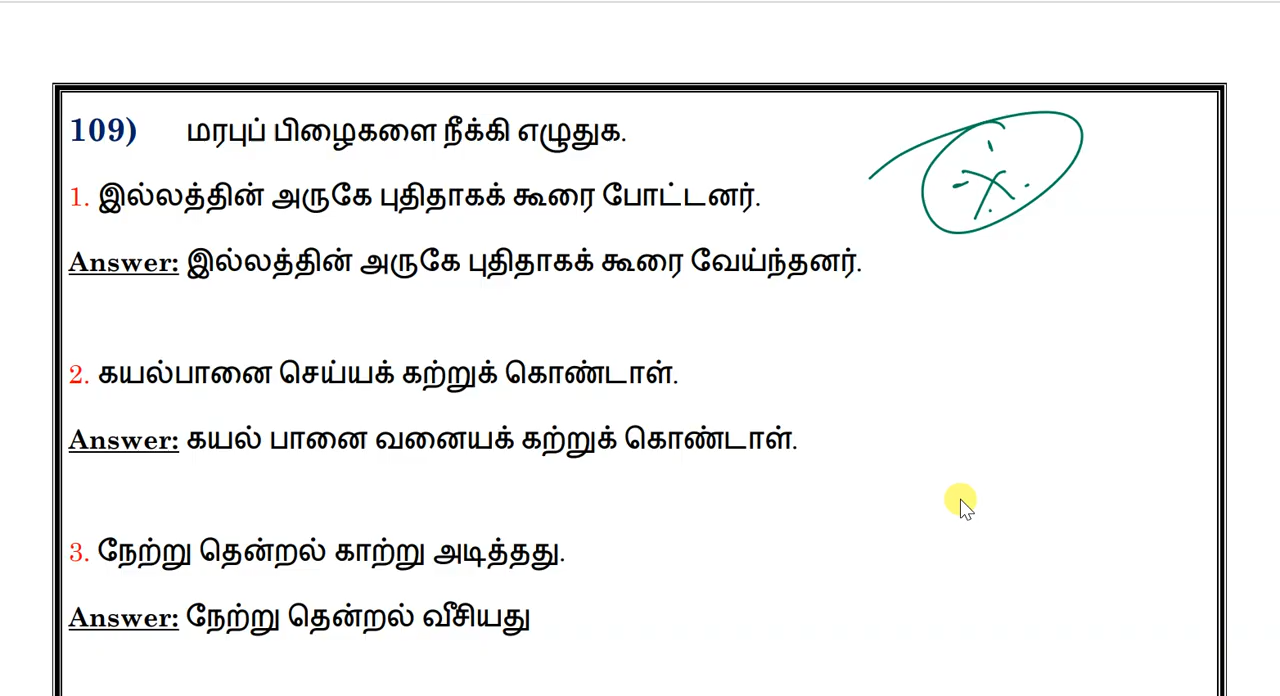 109) மரபுப் பிழைகளை நீக்கி எழுதுக.
1. இல்லத்தின் அருகே புதிதாகக் கூரை போட்டனர்.
Answer: இல்லத்தின் அருகே புதிதாகக் கூரை வேய்ந்தனர்.
2. கயல்பானை செய்யக் கற்றுக் கொண்டாள்.
Answer: கயல் பானை வனையக் கற்றுக் கொண்டாள்.
3. நேற்று தென்றல் காற்று அடித்தது.
Answer: நேற்று தென்றல் வீசியது